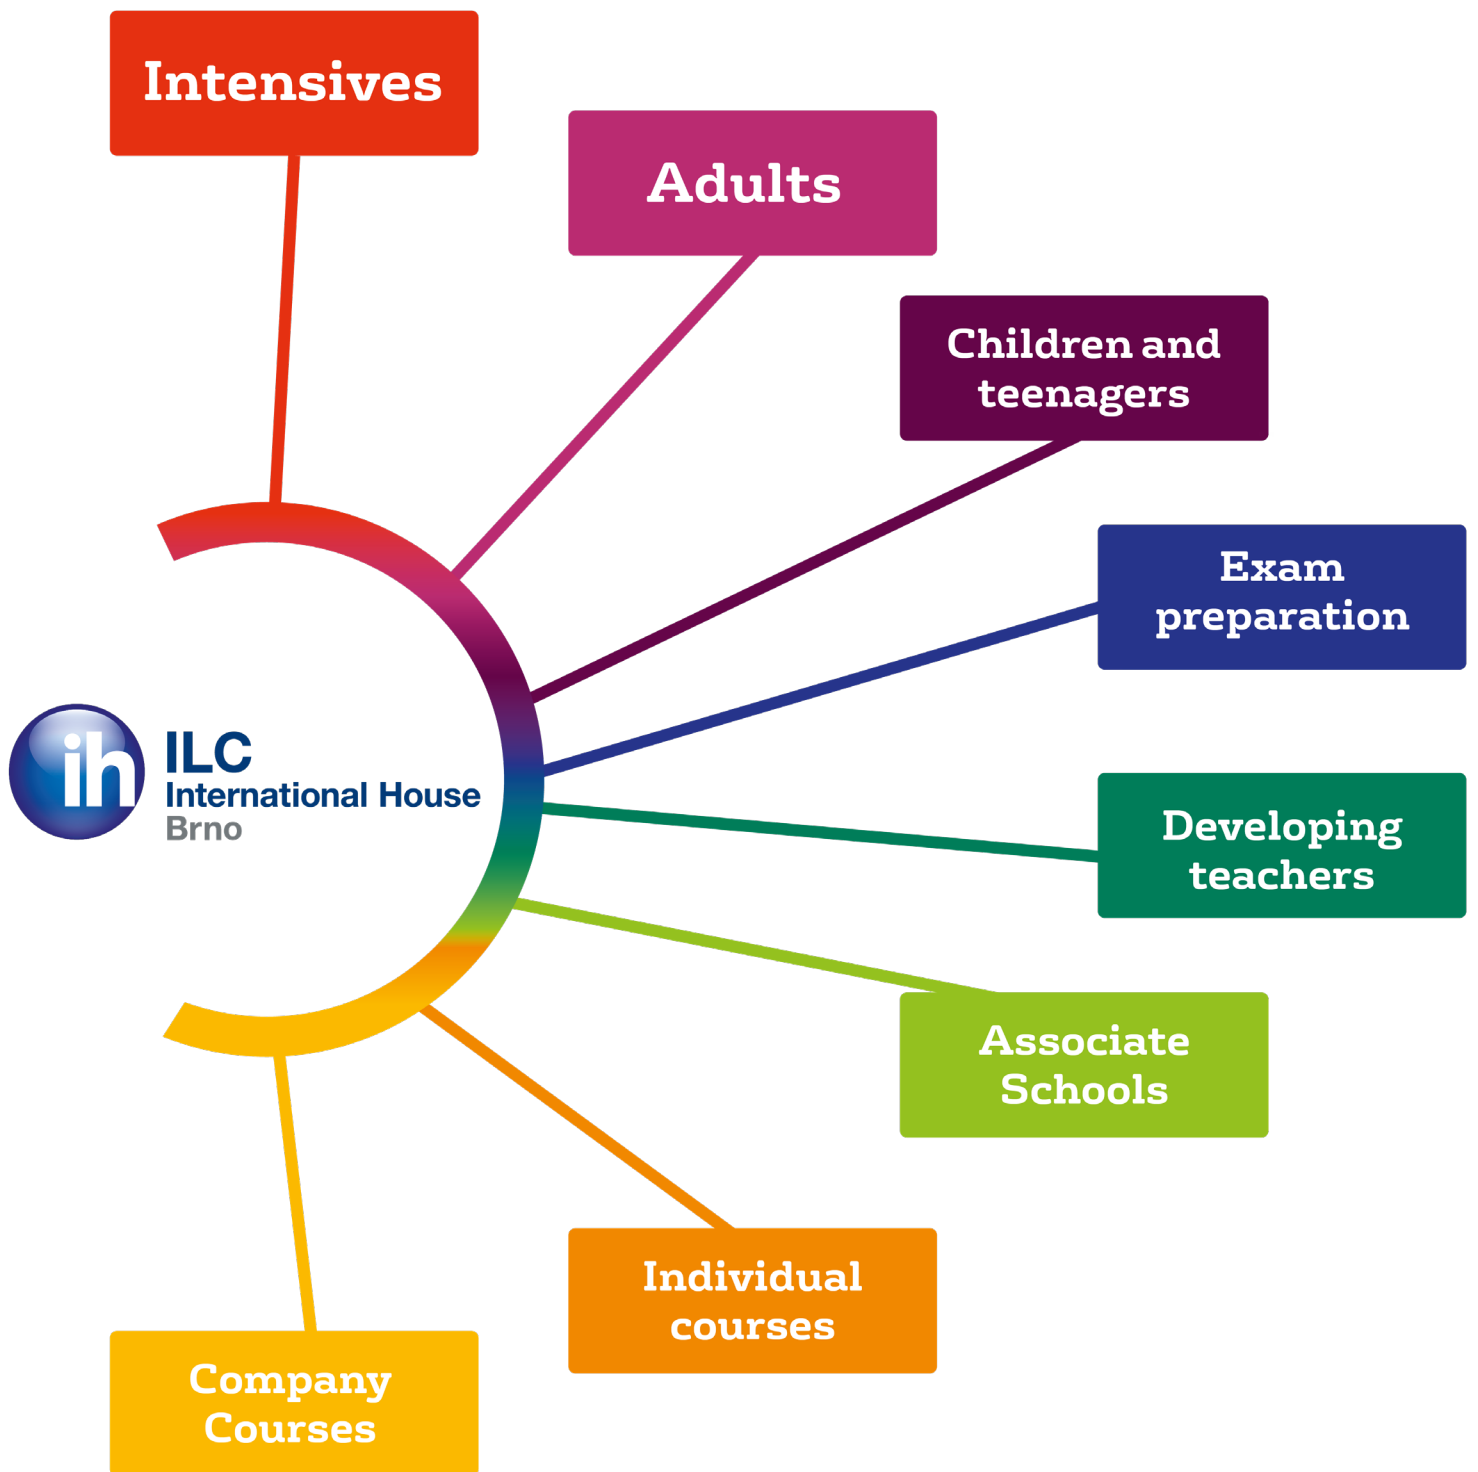 Intensives
Adults
Children and
teenagers
Exam
preparation
ih
ILC
International House
Brno
Developing
teachers
Associate
Schools
Individual
courses
Company
Courses